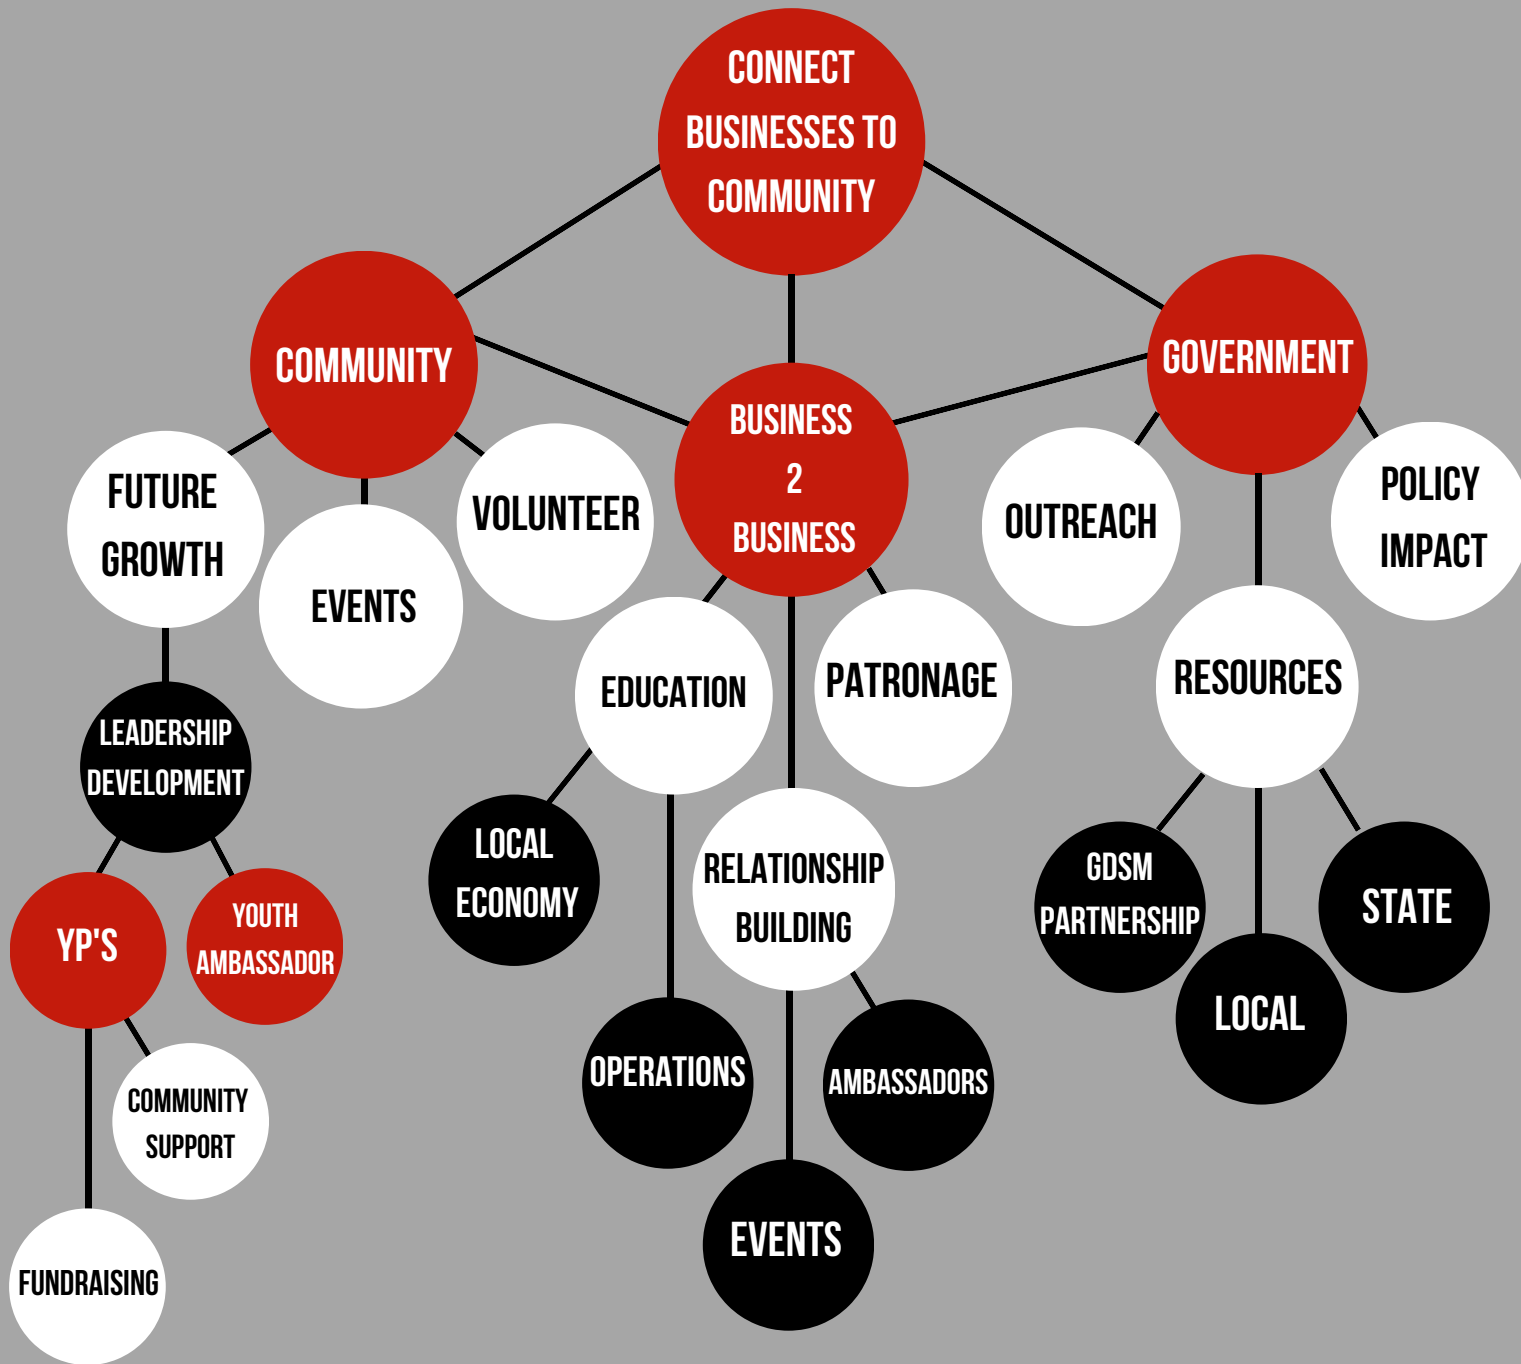 CONNECT
BUSINESSES TO
COMMUNITY
COMMUNITY
BUSINESS
2
BUSINESS
GOVERNMENT
FUTURE
GROWTH
EVENTS
VOLUNTEER
OUTREACH
POLICY
IMPACT
EDUCATION
PATRONAGE
RESOURCES
LEADERSHIP
DEVELOPMENT
LOCAL
ECONOMY
RELATIONSHIP
BUILDING
GDSM
PARTNERSHIP
STATE
LOCAL
YP'S
YOUTH
AMBASSADOR
OPERATIONS
AMBASSADORS
COMMUNITY
SUPPORT
EVENTS
FUNDRAISING